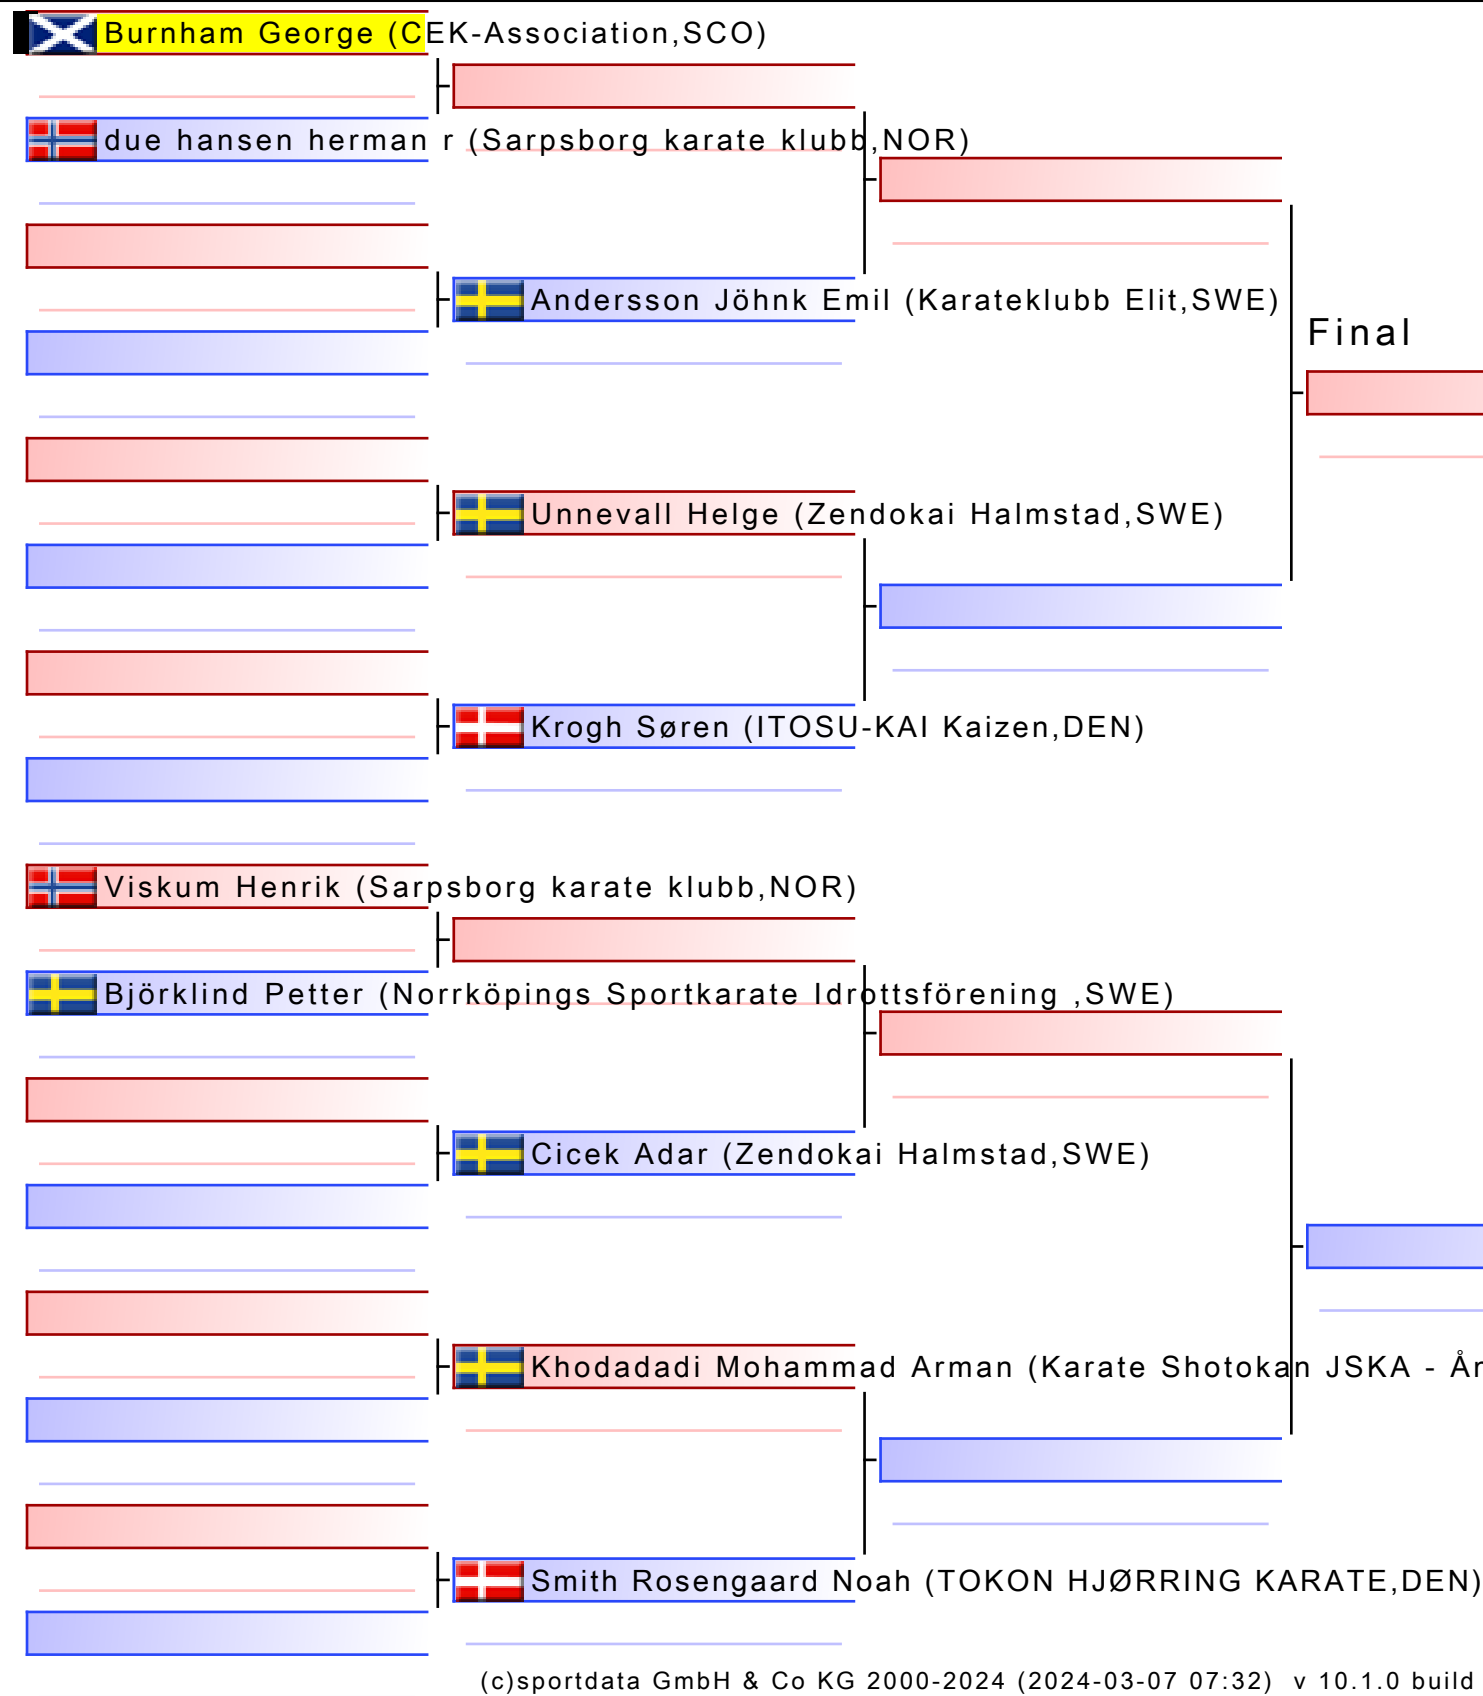 Burnham George (CEK-Association,SCO)
due hansen herman r (Sarpsborg karate klubb,NOR)
Andersson Jöhnk Emil (Karateklubb Elit,SWE)
Final
Unnevall Helge (Zendokai Halmstad,SWE)
Krogh Søren (ITOSU-KAI Kaizen,DEN)
Viskum Henrik (Sarpsborg karate klubb,NOR)
Björklind Petter (Norrköpings Sportkarate Idrottsförening ,SWE)
Cicek Adar (Zendokai Halmstad,SWE)
Khodadadi Mohammad Arman (Karate Shotokan JSKA -
Smith Rosengaard Noah (TOKON HJØRRING KARATE,DEN)
(c)sportdata GmbH & Co KG 2000-2024 (2024-03-07 07:32) v 10.1.0 build